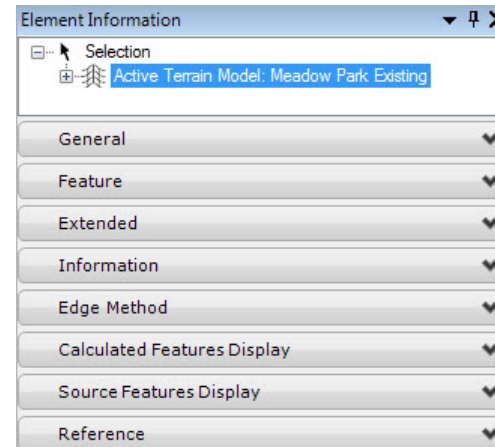 Element Information
Selection
Active Terrain Model: Meadow Park Existing
General
Feature
Extended
Information
Edge Method
Calculated Features Display
Source Features Display
Reference